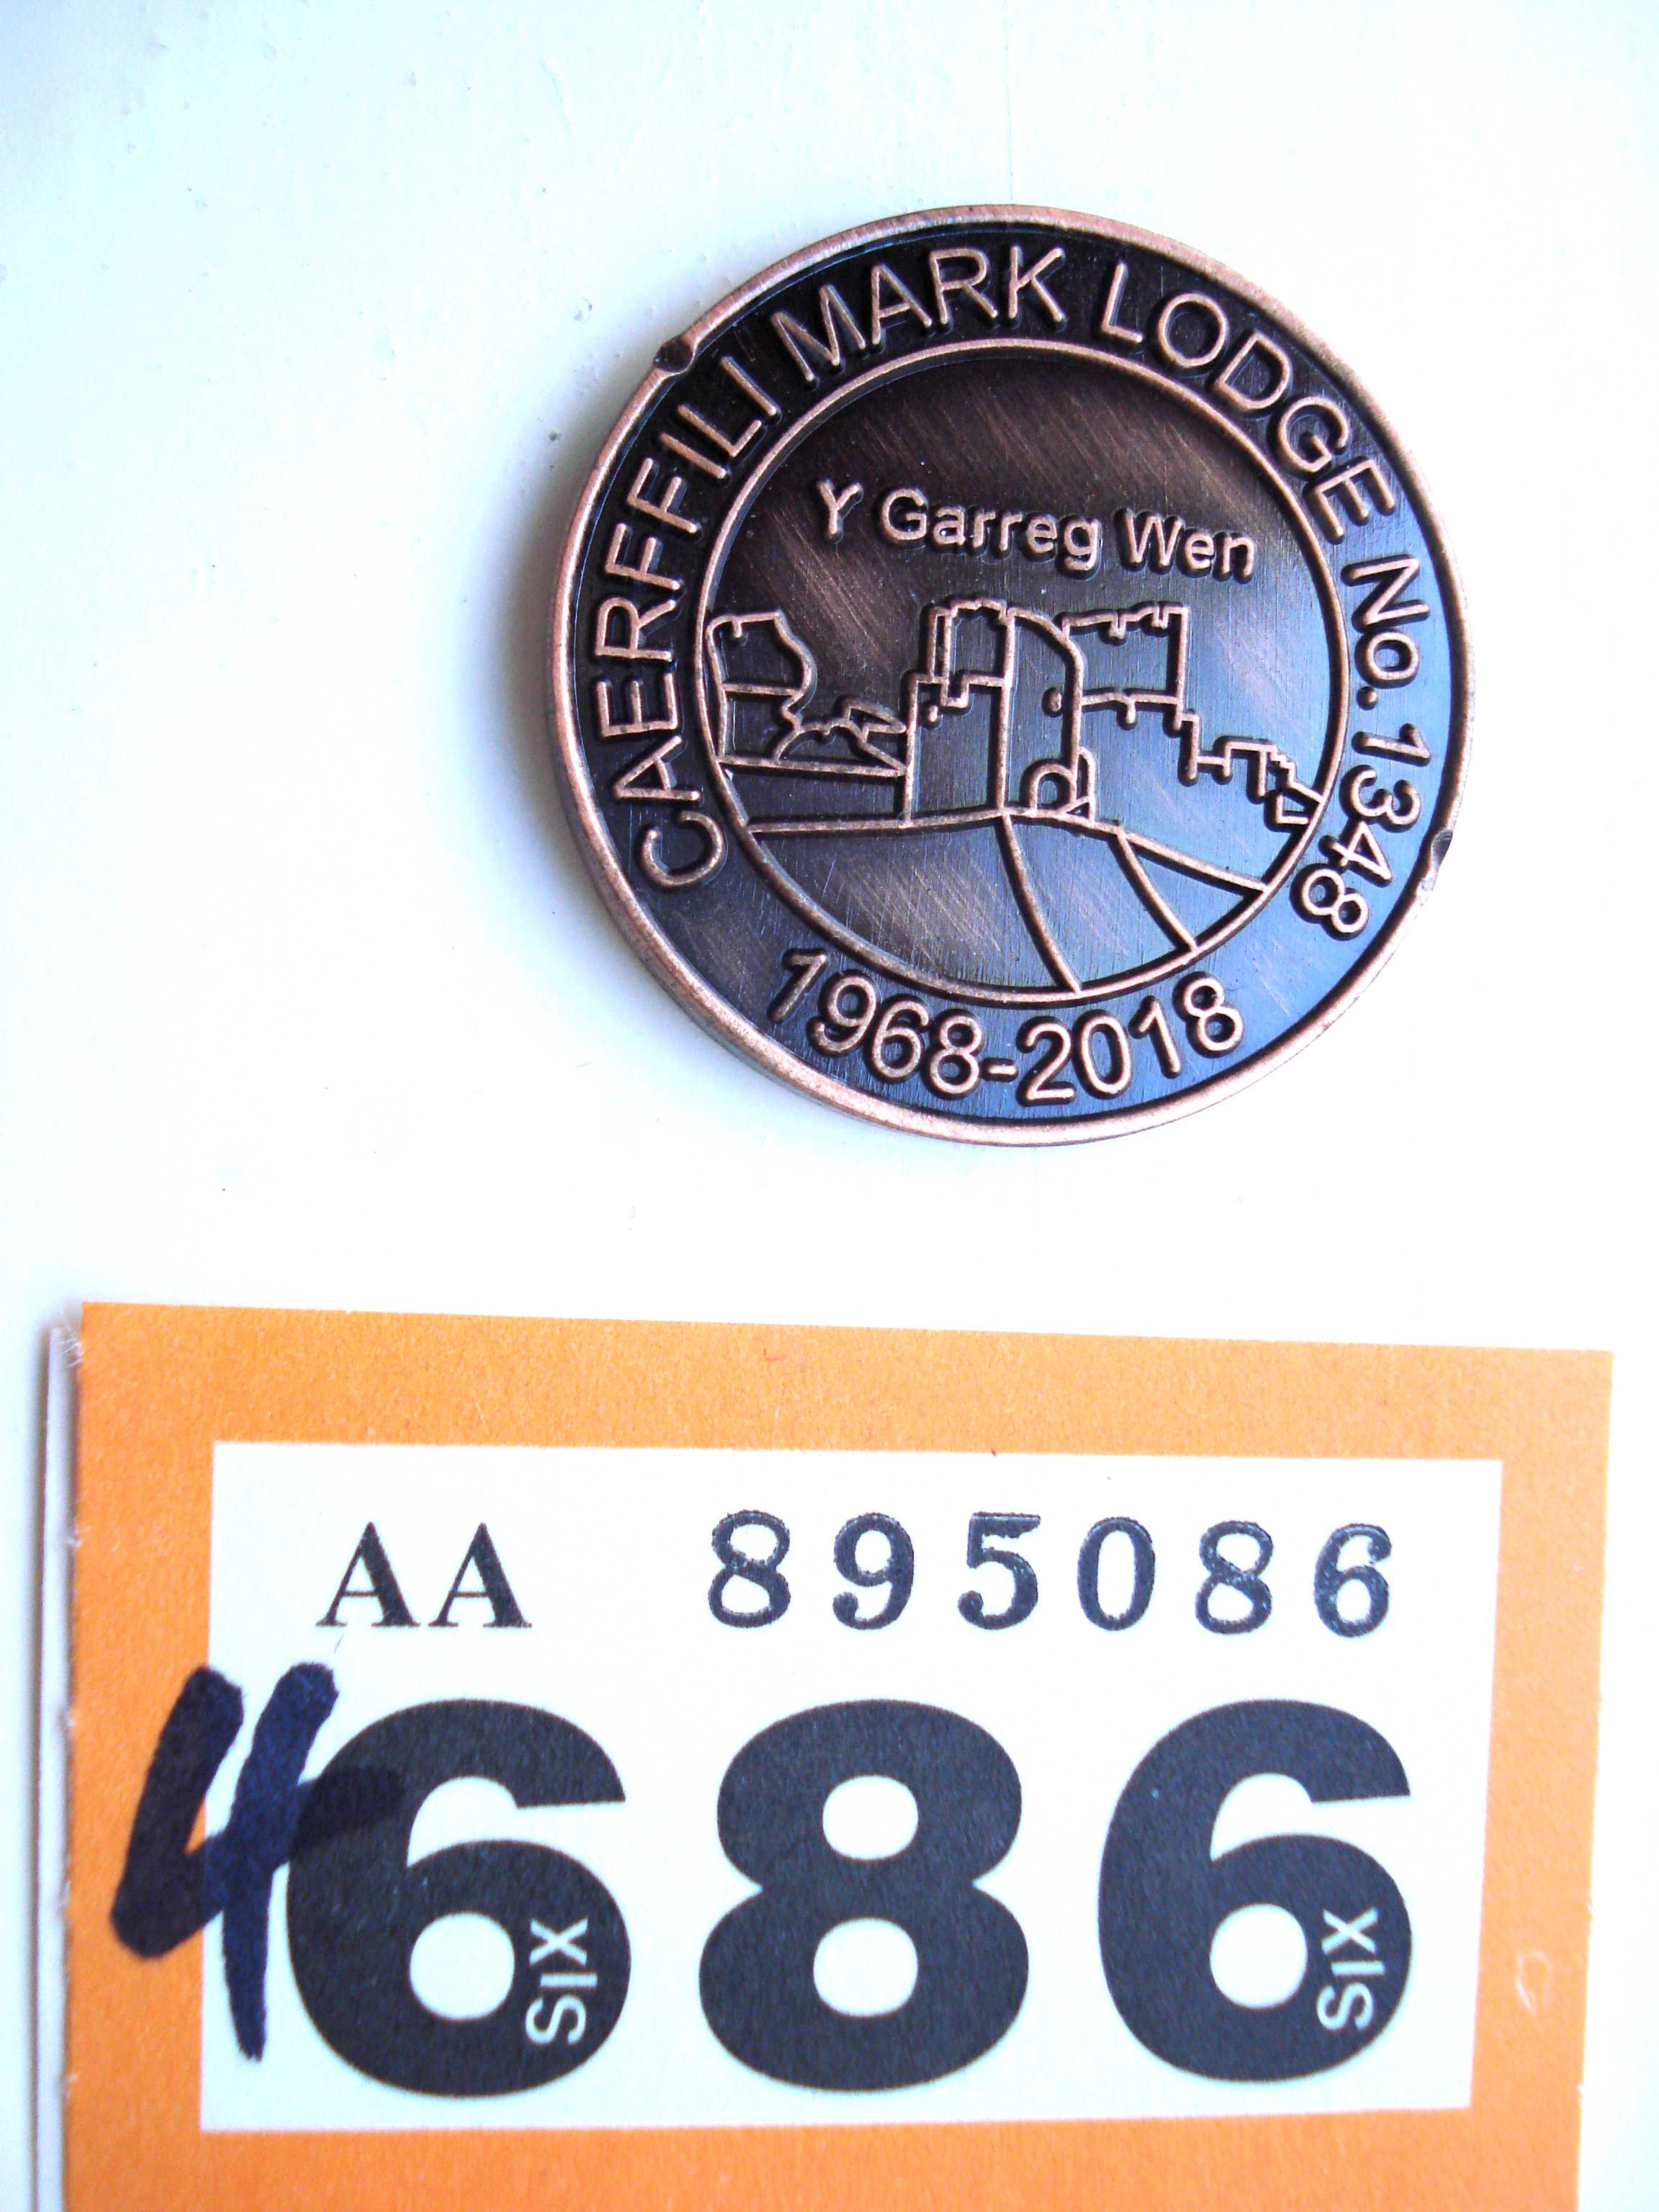 CAERFFILI MARK LODGE No. 1348
Y Garreg Wen
1968-2018
AA 895086
4686
SIX SIX